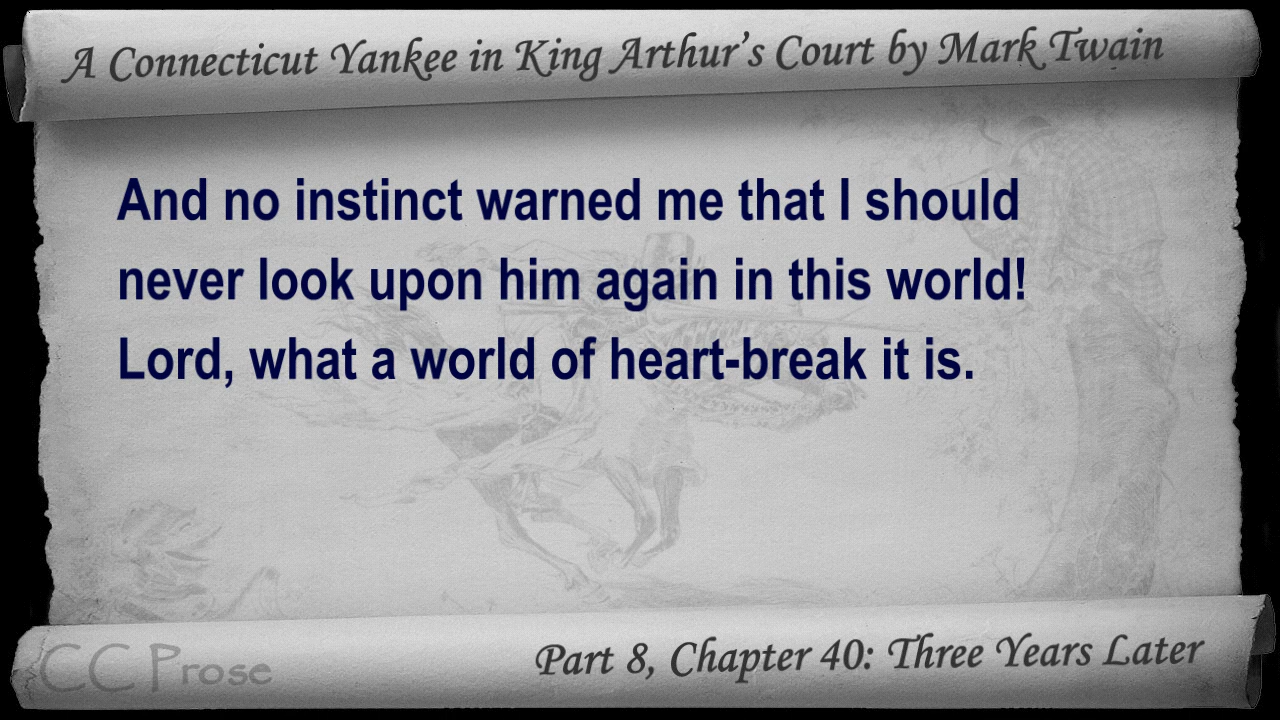 A Connecticut Yankee in King Arthur's Court by Mark Twain
And no instinct warned me that I should
never look upon him again in this world!
Lord, what a world of heart-break it is.
CC Prose
Part 8, Chapter 40: Three Years Later